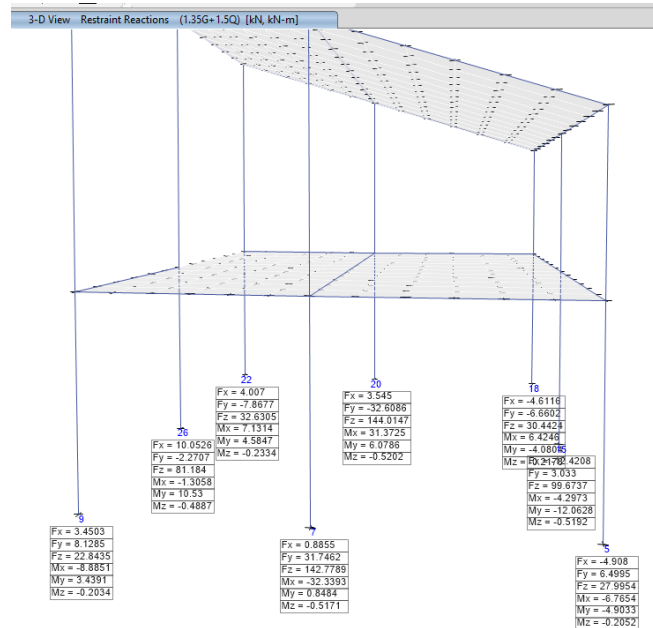 3-D View Restraint Reactions (1.35G+1.5Q) [kN, kN-m]
22
Fx = 4.007
Fy = -7.8677
Fz = 32.6305
Mx = 7.1314
My = 4.5847
Mz = -0.2334
20
Fx = 3.545
Fy = -32.6086
Fz = 144.0147
Mx = 31.3725
My = 6.0786
Mz = -0.5202
18
Fx = -4.6116
Fy = -6.6602
Fz = 30.4424
Mx = 6.4246
26
Fx = 10.0526
Fy = -2.2707
Fz = 81.184
Mx = -1.3058
My = 10.53
Mz = -0.4887
Fy = 3.033
Fz = 99.6737
Mx = -4.2973
My = -12.0628
Mz = -0.5192
9
Fx = 3.4503
Fy = 8.1285
Fz = 22.8435
Mx = -8.8851
My = 3.4391
Mz = -0.2034
7
Fx = 0.8855
Fy = 31.7462
Fz = 142.7789
Mx = -32.3393
My = 0.8484
Mz = -0.5171
5
Fx = -4.908
Fy = 6.4995
Fz = 27.9954
Mx = -6.7654
My = -4.9033
Mz = -0.2052